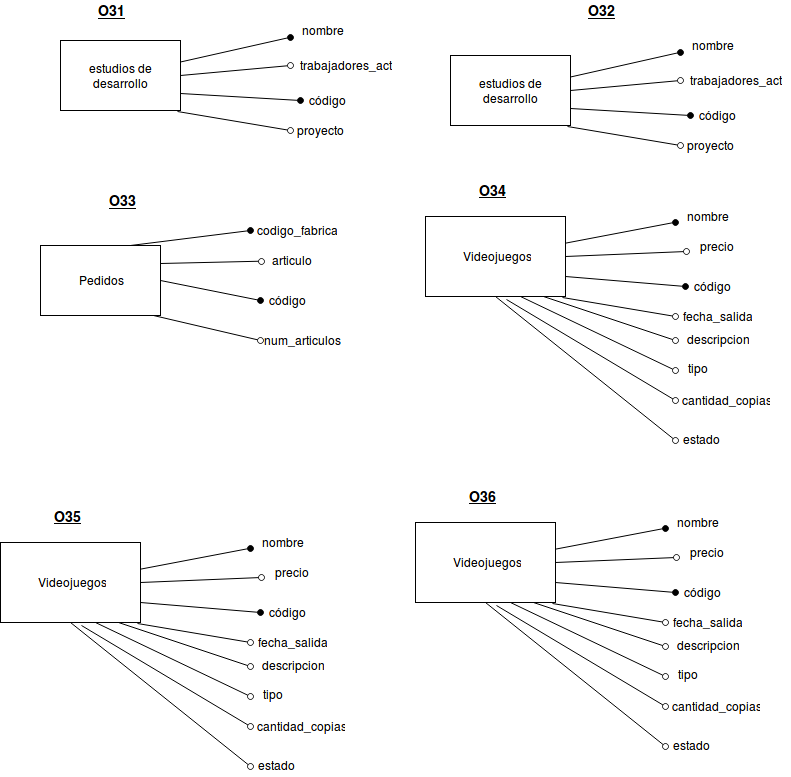 O31
nombre
estudios de
desarrollo
trabajadores_act
código
proyecto
O32
nombre
estudios de
desarrollo
trabajadores_act
código
proyecto
O33
codigo_fabrica
articulo
Pedidos
código
num_articulos
O34
nombre
precio
Videojuegos
código
fecha_salida
descripcion
tipo
cantidad_copias
estado
O35
nombre
precio
Videojuegos
código
fecha_salida
descripcion
tipo
cantidad_copias
estado
O36
nombre
precio
Videojuegos
código
fecha_salida
descripcion
tipo
cantidad_copias
estado